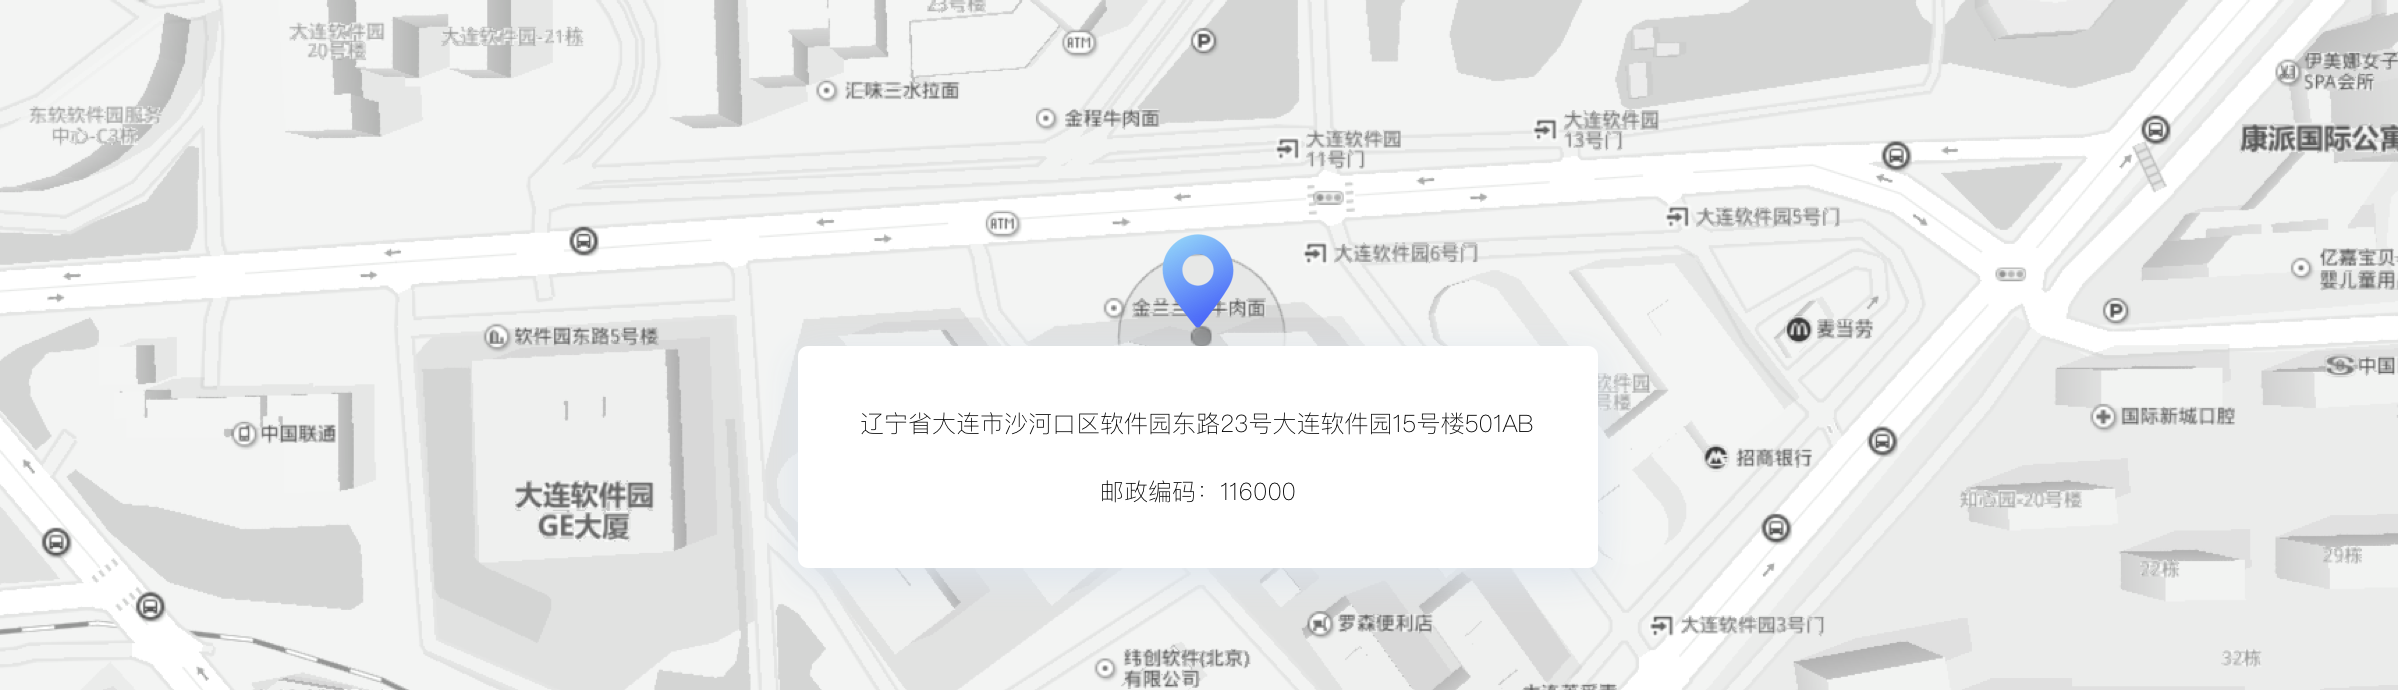 23号楼
大连软件园
20号楼
大连软件园-21栋
ATM
P
汇味三水拉面
金程牛肉面
东软软件园服务
中心-C3栋
大连软件园
11号门
大连软件园
13号门
伊美娜女子
SPA会所
康派国际公寓
ATM
大连软件园5号门
大连软件园6号门
亿嘉宝贝
婴儿童用
金兰
牛肉面
P
软件园东路5号楼
麦当劳
中国
软件园
号楼
中国联通
国际新城口腔
辽宁省大连市沙河口区软件园东路23号大连软件园15号楼501AB
招商银行
邮政编码：116000
大连软件园
GE大厦
知心园-20号楼
29栋
22栋
罗森便利店
大连软件园3号门
纬创软件(北京)
有限公司
32栋